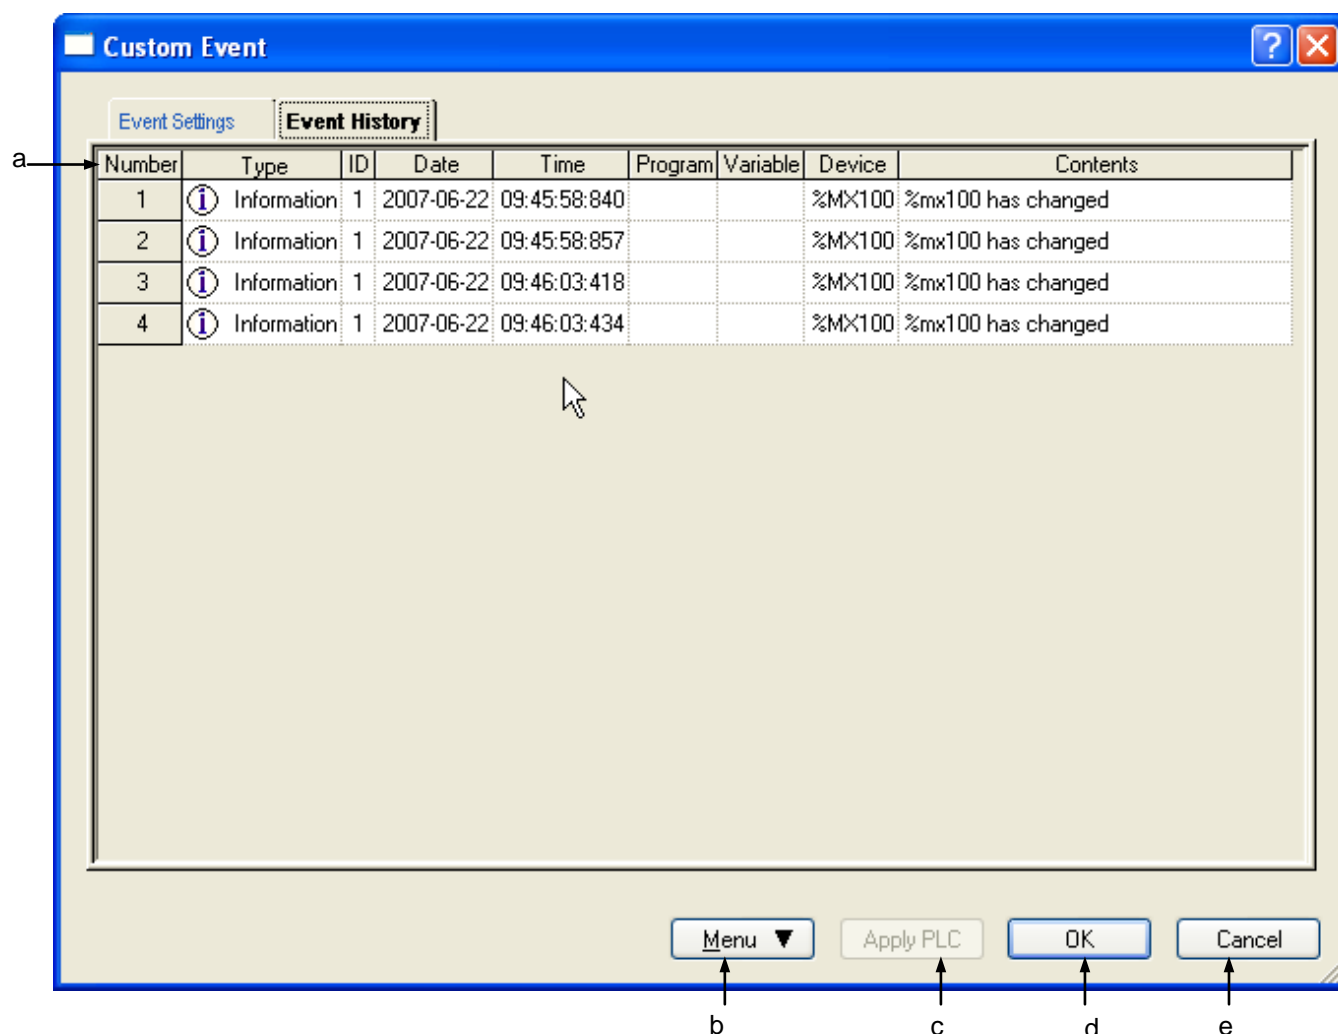 Custom Event
Event Settings Event History
a
Number Type ID Date Time Program Variable Device Contents
1 Information 1 2007-06-22 09:45:58:840 %MX100 %mx100 has changed
2 Information 1 2007-06-22 09:45:58:857 %MX100 %mx100 has changed
3 Information 1 2007-06-22 09:46:03:418 %MX100 %mx100 has changed
4 Information 1 2007-06-22 09:46:03:434 %MX100 %mx100 has changed
Menu ▼ Apply PLC OK Cancel
b c d e